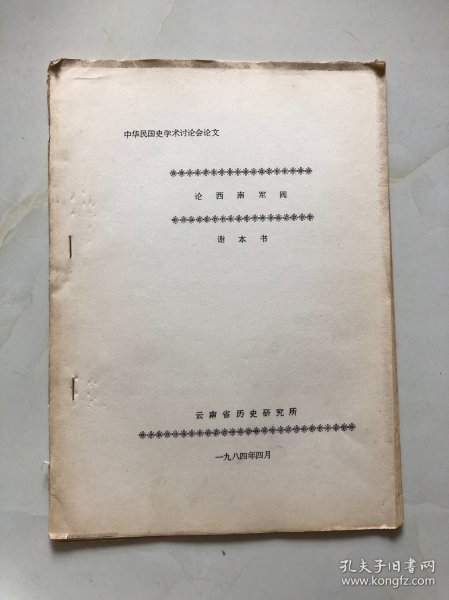 中华民国史学术讨论会论文
论西南军阀
谢本书
云南省历史研究所
一九八四年四月
孔夫子旧书网
www.kongfz.com